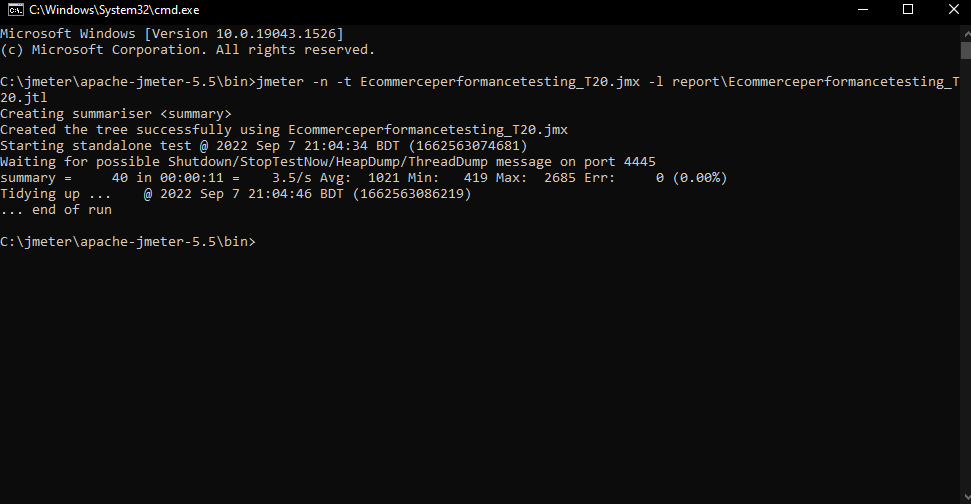 C:\Windows\System32\cmd.exe
Microsoft Windows [Version 10.0.19043.1526]
(c) Microsoft Corporation. All rights reserved.
C:\jmeter\apache-jmeter-5.5\bin>jmeter -n -t Ecommerceperformancetesting_T20.jmx -l report\Ecommerceperformancetesting_T
20.jtl
Creating summariser <summary>
Created the tree successfully using Ecommerceperformancetesting_T20.jmx
Starting standalone test @ 2022 Sep 7 21:04:34 BDT (1662563074681)
Waiting for possible Shutdown/StopTestNow/HeapDump/ThreadDump message on port 4445
summary =     40 in 00:00:11 =    3.5/s Avg:  1021 Min:   419 Max:  2685 Err:     0 (0.00%)
Tidying up ...    @ 2022 Sep 7 21:04:46 BDT (1662563086219)
... end of run
C:\jmeter\apache-jmeter-5.5\bin>